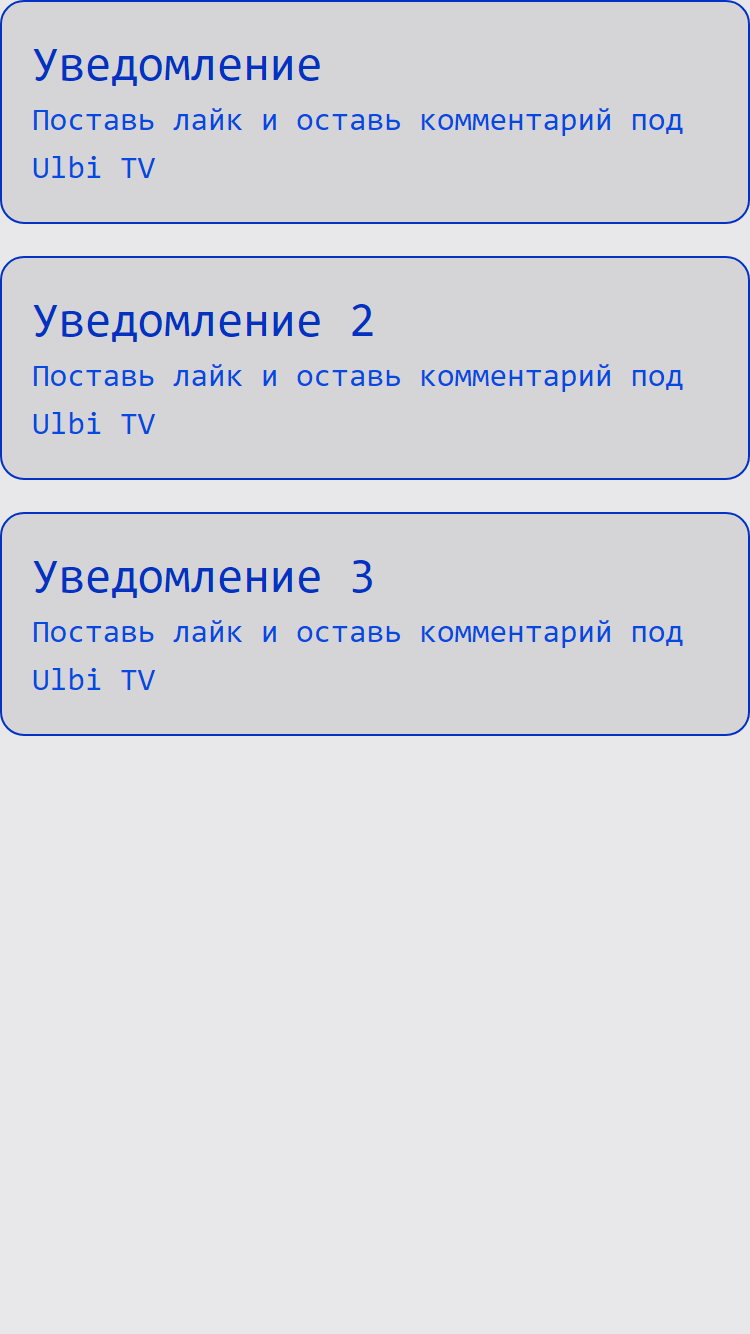 Уведомление
Поставь лайк и оставь комментарий под
Ulbi TV
Уведомление 2
Поставь лайк и оставь комментарий под
Ulbi TV
Уведомление 3
Поставь лайк и оставь комментарий под
Ulbi TV